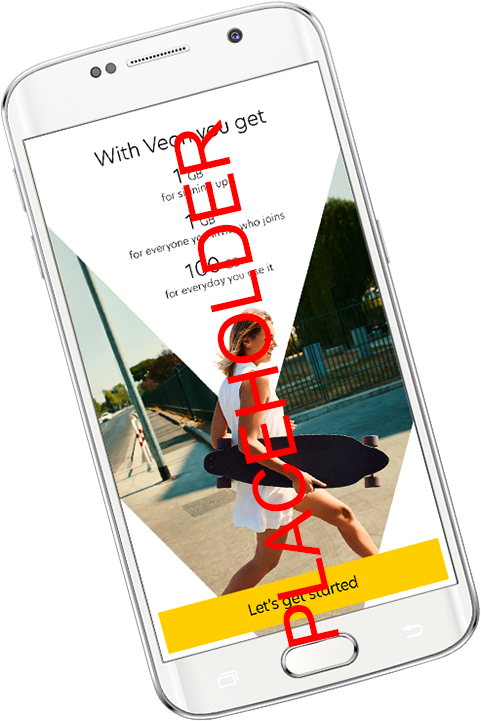 With Veon you get
1 GB
for signing up
1 GB
for everyone you invite who joins
100
for everyday you use it
Let's get started
PLACEHOLDER